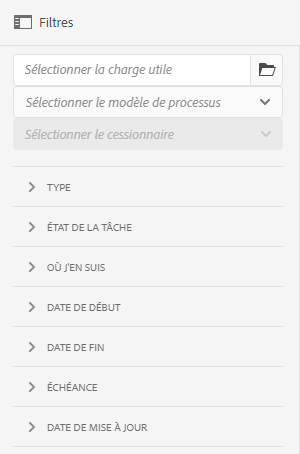 Filtres
Sélectionner la charge utile
Sélectionner le modèle de processus
Sélectionner le cessionnaire
TYPE
ÉTAT DE LA TÂCHE
OÙ J'EN SUIS
DATE DE DÉBUT
DATE DE FIN
ÉCHÉANCE
DATE DE MISE À JOUR